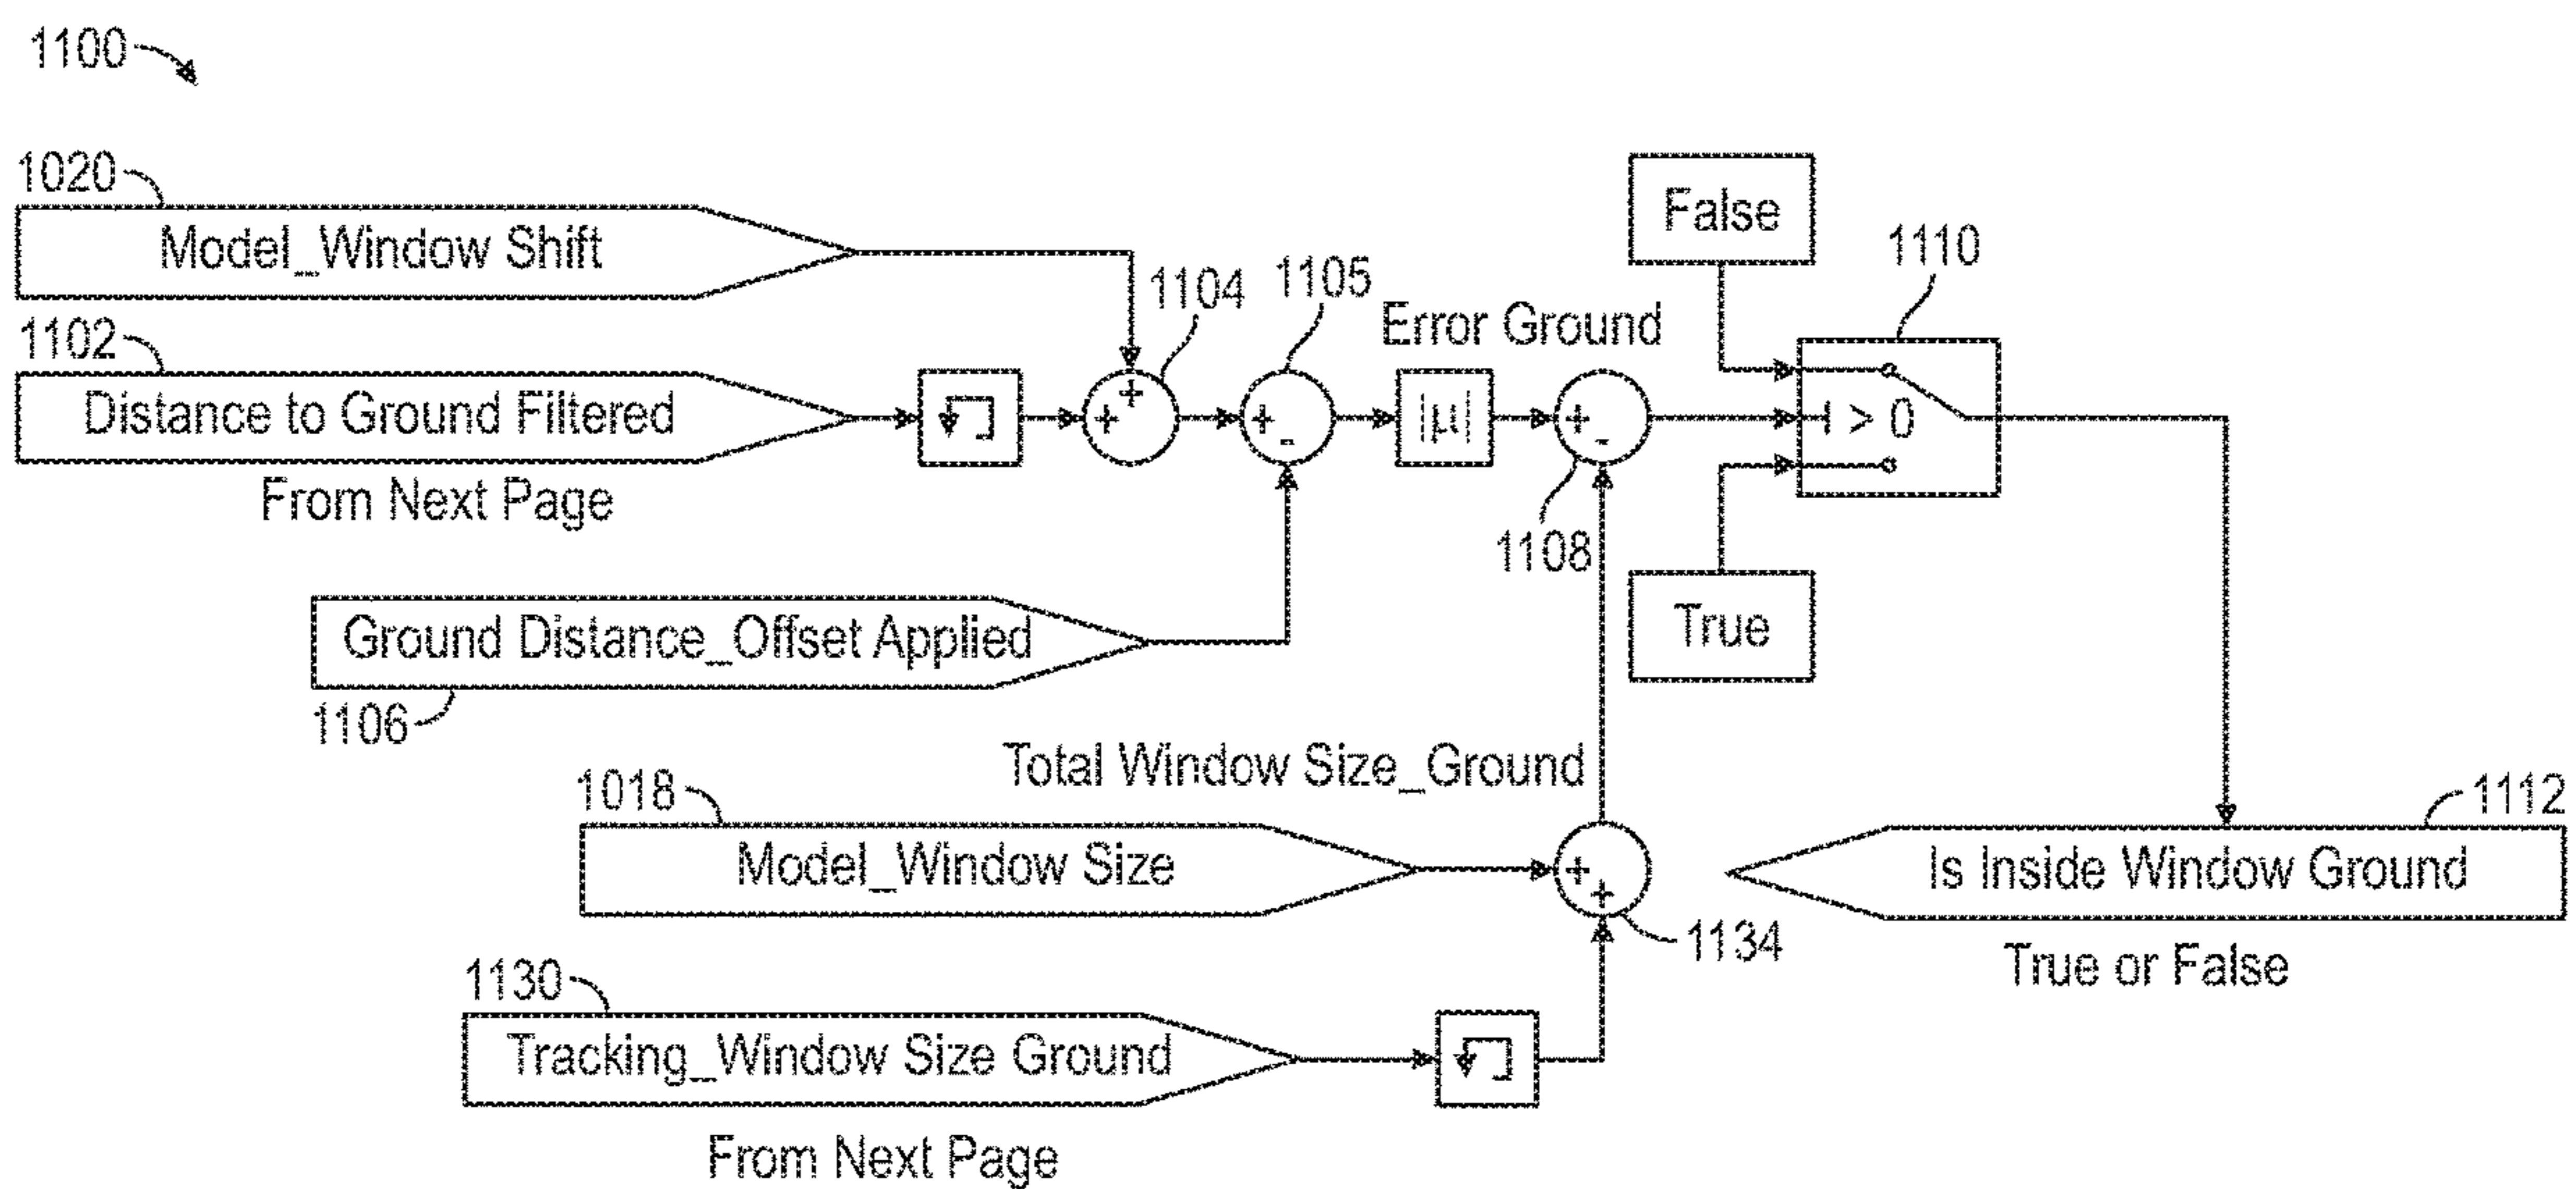 1100
1020
Model_Window Shift
1102
Distance to Ground Filtered
From Next Page
+
+
1104
+
-
1105
Error Ground
|µ|
+
-
1108
False
1110
> 0
True
Ground Distance_Offset Applied
1106
Total Window Size_Ground
1018
Model_Window Size
+
+
1134
1112
Is Inside Window Ground
True or False
1130
Tracking_Window Size Ground
From Next Page